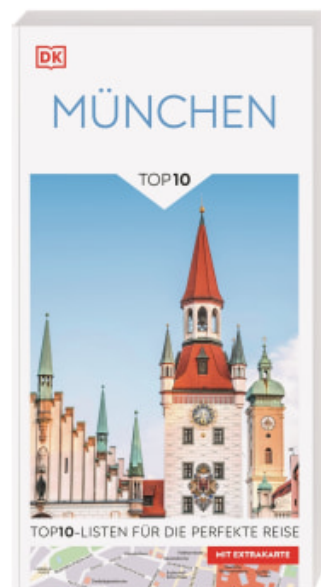 DK
MÜNCHEN
TOP10
TOP10-LISTEN FÜR DIE PERFEKTE REISE
MIT EXTRAKARTE